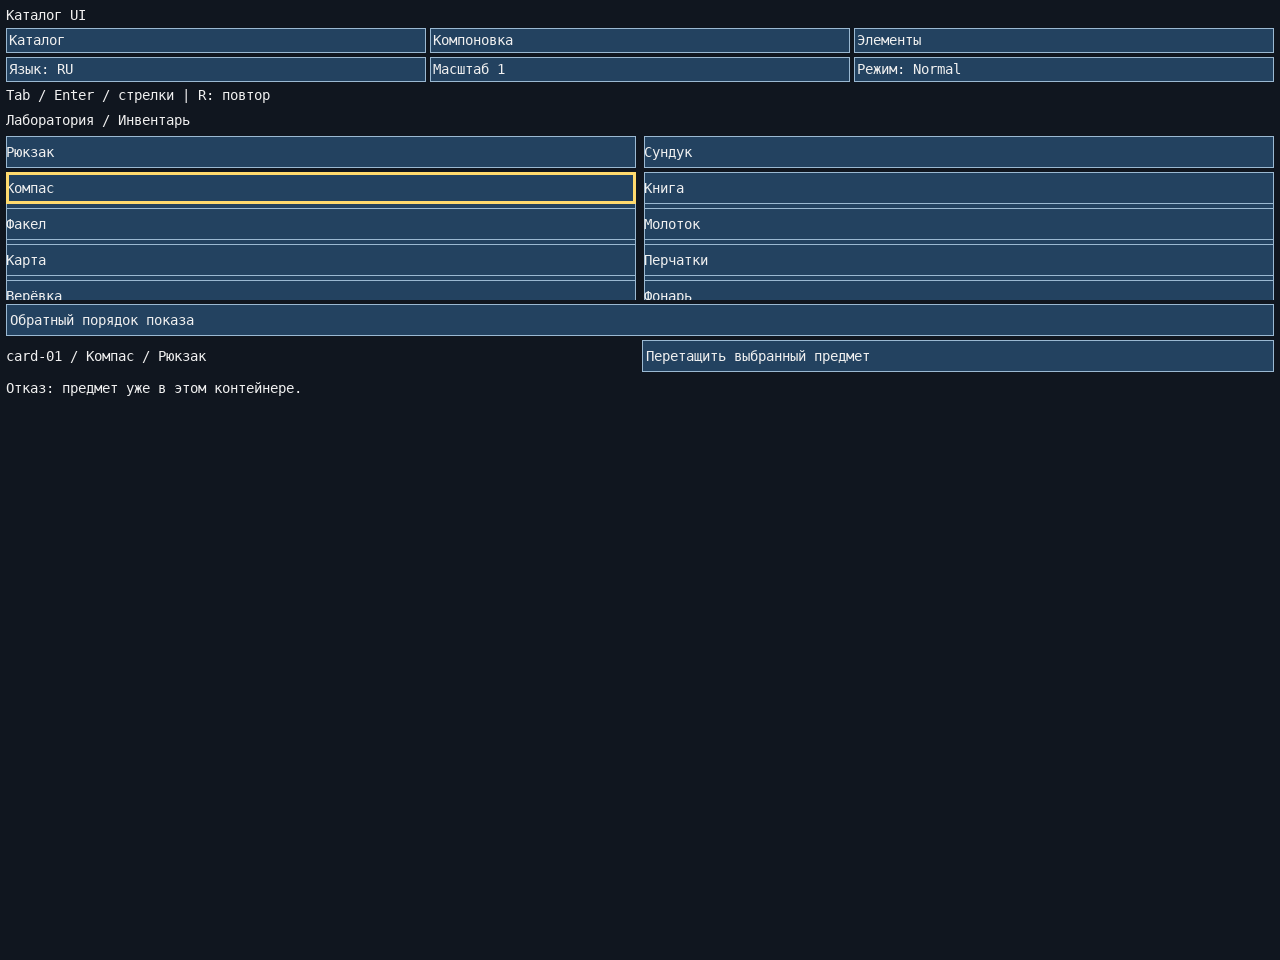 Каталог UI
Каталог Компоновка Элементы
Язык: RU Масштаб 1 Режим: Normal
Tab / Enter / стрелки | R: повтор
Лаборатория / Инвентарь
Рюкзак Сундук
Компас Книга
Факел Молоток
Карта Перчатки
Верёвка Фонарь
Обратный порядок показа
card-01 / Компас / Рюкзак Перетащить выбранный предмет
Отказ: предмет уже в этом контейнере.